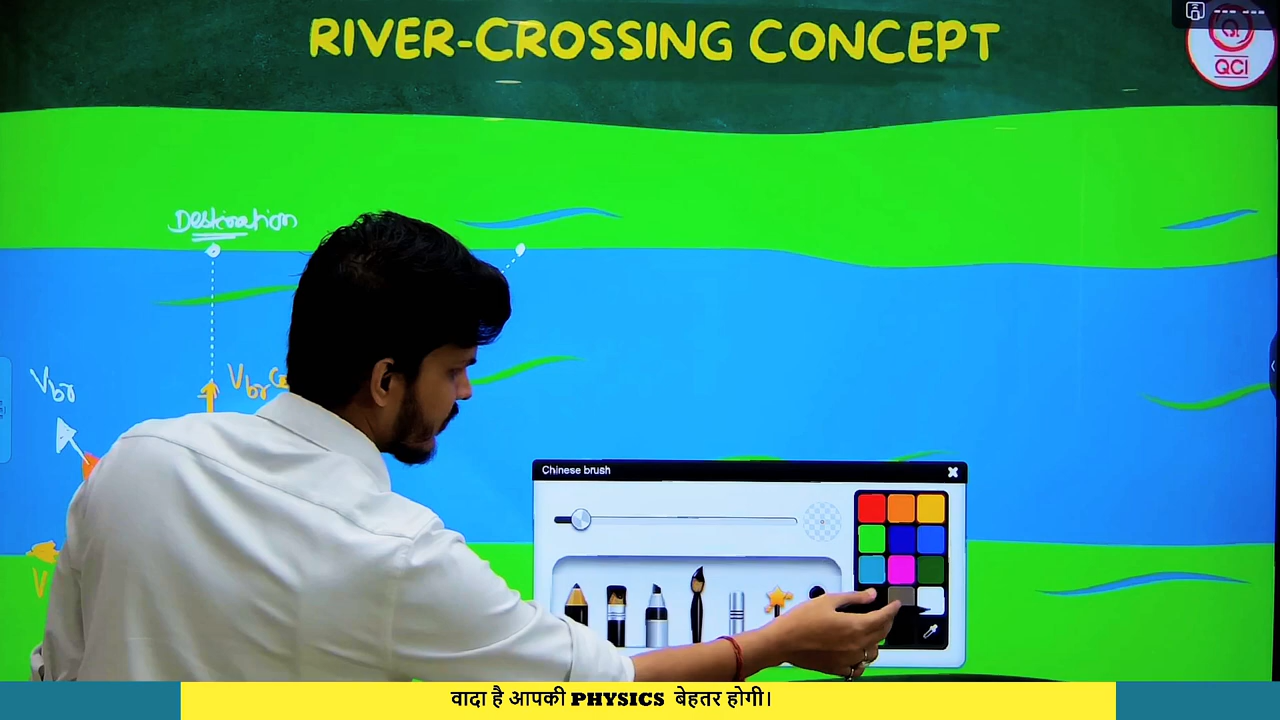 RIVER-CROSSING CONCEPT
QCI
Destination
Vbr
Vbr
Chinese brush
V
वादा है आपकी PHYSICS बेहतर होगी।